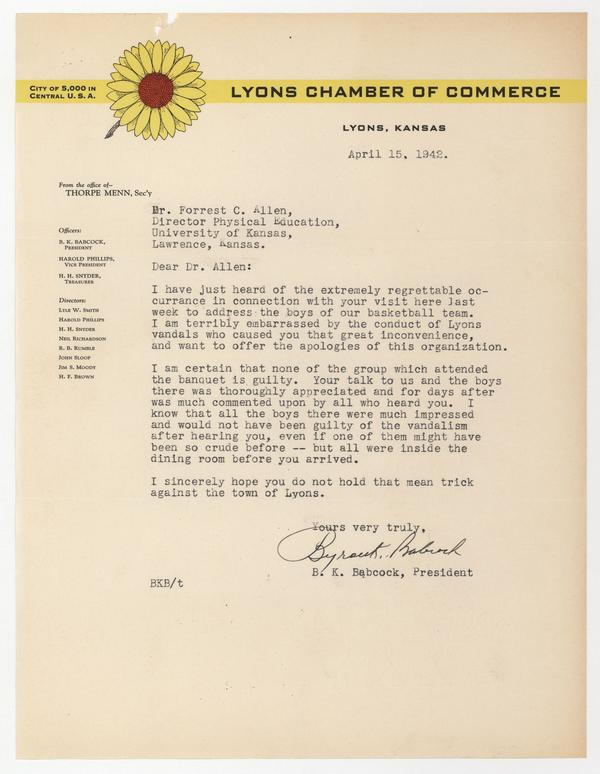 CITY OF 5,000 IN
CENTRAL U. S. A.
LYONS CHAMBER OF COMMERCE
LYONS, KANSAS
April 15, 1942.
From the office of—
THORPE MENN, Sec'y
Officers:
B. K. BABCOCK,
PRESIDENT
HAROLD PHILLIPS,
VICE PRESIDENT
H. H. SNYDER,
TREASURER
Directors:
LYLE W. SMITH
HAROLD PHILLIPS
H. H. SNYDER
NEIL RICHARDSON
R. B. RUMBLE
JOHN SLOOP
JIM S. MOODY
H. F. BROWN
Dr. Forrest C. Allen,
Director Physical Education,
University of Kansas,
Lawrence, Kansas.
Dear Dr. Allen:
I have just heard of the extremely regrettable oc-
currance in connection with your visit here last
week to address the boys of our basketball team.
I am terribly embarrassed by the conduct of Lyons
vandals who caused you that great inconvenience,
and want to offer the apologies of this organization.
I am certain that none of the group which attended
the banquet is guilty. Your talk to us and the boys
there was thoroughly appreciated and for days after
was much commented upon by all who heard you. I
know that all the boys there were much impressed
and would not have been guilty of the vandalism
after hearing you, even if one of them might have
been so crude before -- but all were inside the
dining room before you arrived.
I sincerely hope you do not hold that mean trick
against the town of Lyons.
Yours very truly,
Byron K. Babcock
B. K. Babcock, President
BKB/t